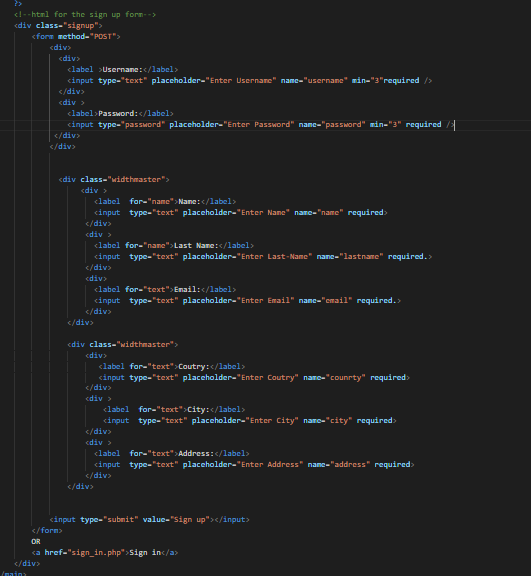 ?>
<!--html for the sign up form-->
<div class="signup">
<form method="POST">
<div>
<div>
<label >Username:</label>
<input type="text" placeholder="Enter Username" name="username" min="3"required />
</div>
<div >
<label>Password:</label>
<input type="password" placeholder="Enter Password" name="password" min="3" required />
</div>
</div>
<div class="widthmaster">
<div >
<label  for="name">Name:</label>
<input  type="text" placeholder="Enter Name" name="name" required>
</div>
<div >
<label for="name">Last Name:</label>
<input  type="text" placeholder="Enter Last-Name" name="lastname" required.>
</div>
<div>
<label for="text">Email:</label>
<input  type="text" placeholder="Enter Email" name="email" required.>
</div>
</div>
<div class="widthmaster">
<div>
<label for="text">Coutry:</label>
<input type="text" placeholder="Enter Coutry" name="counrty" required>
</div>
<div >
<label  for="text">City:</label>
<input  type="text" placeholder="Enter City" name="city" required>
</div>
<div >
<label  for="text">Address:</label>
<input  type="text" placeholder="Enter Address" name="address" required>
</div>
</div>
<input type="submit" value="Sign up"></input>
</form>
OR
<a href="sign_in.php">Sign in</a>
</div>
/main>